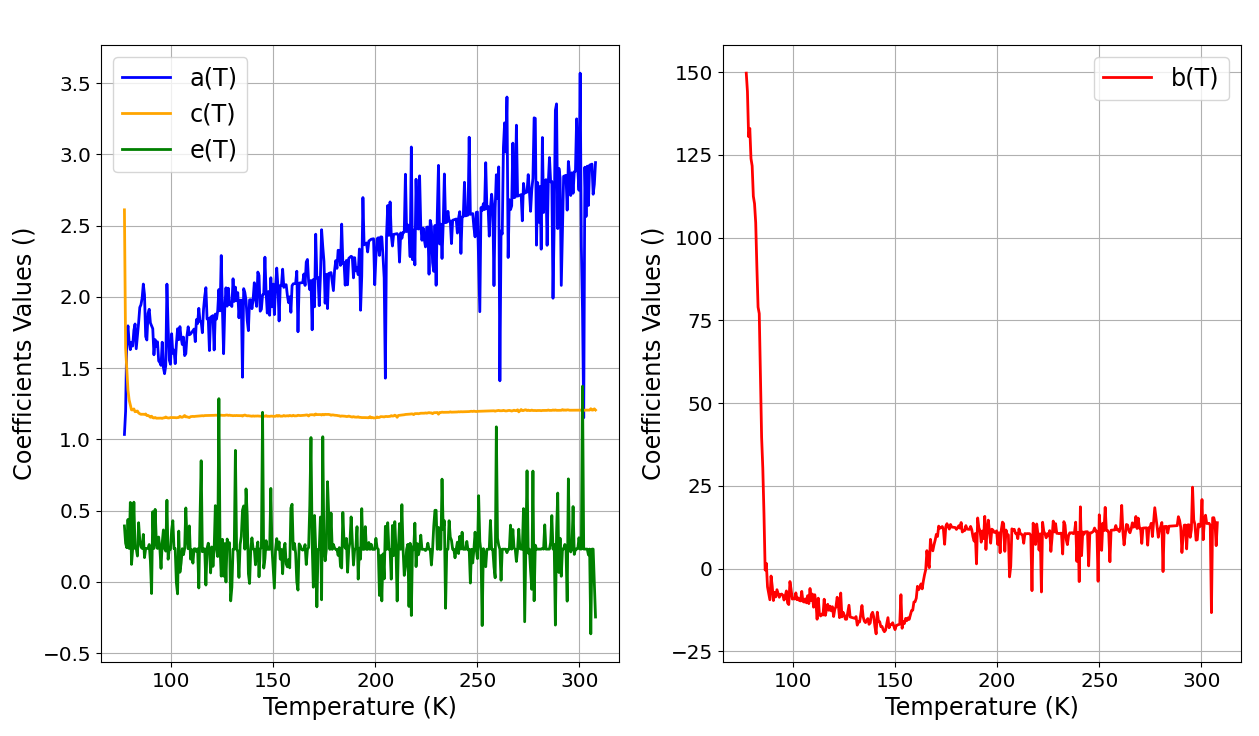 a(T)
c(T)
e(T)
3.5
3.0
2.5
2.0
1.5
1.0
0.5
0.0
−0.5
Coefficients Values ()
100 150 200 250 300
Temperature (K)
b(T)
150
125
100
75
50
25
0
−25
Coefficients Values ()
100 150 200 250 300
Temperature (K)